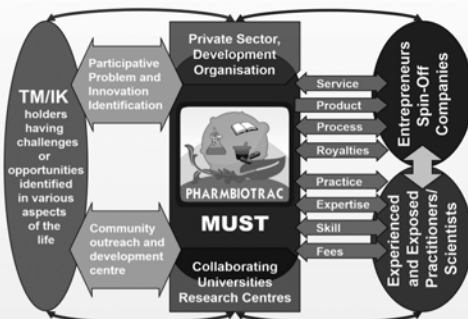 TM/IK
holders
having
challenges
or
opportunities
identified
in various
aspects
of the
life
Participative
Problem and
Innovation
Identification
Community
outreach and
development
centre
Private Sector,
Development
Organisation
PHARMBIOTRAC
MUST
Collaborating
Universities
Research Centres
Service
Product
Process
Royalties
Practice
Expertise
Skill
Fees
Entrepreneurs
Spin-Off
Companies
Experienced
and Exposed
Practitioners/
Scientists